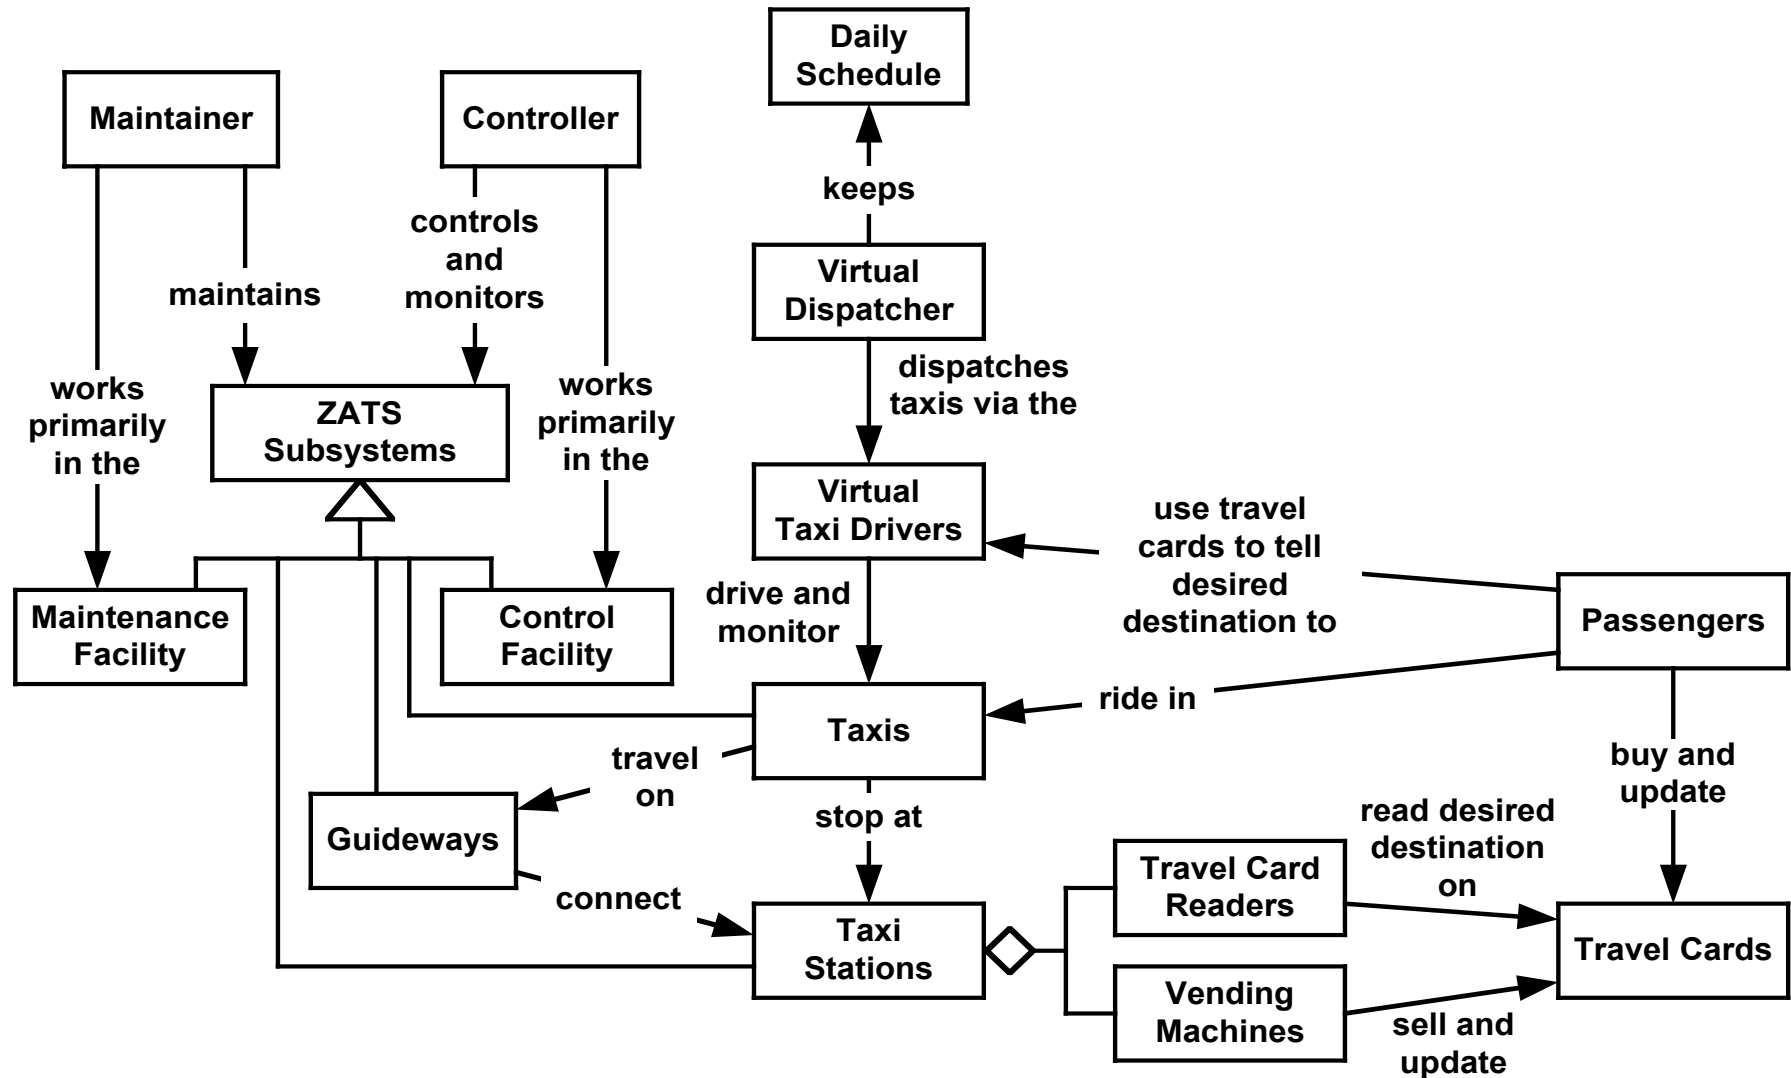 Daily
Schedule
Maintainer
Controller
keeps
controls
and
monitors
maintains
Virtual
Dispatcher
works
primarily
in the
ZATS
Subsystems
works
primarily
in the
dispatches
taxis via the
Virtual
Taxi Drivers
use travel
cards to tell
desired
destination to
Maintenance
Facility
Control
Facility
drive and
monitor
Passengers
Taxis
ride in
travel
on
buy and
update
Guideways
stop at
read desired
destination
on
connect
Travel Card
Readers
Taxi
Stations
Travel Cards
Vending
Machines
sell and
update